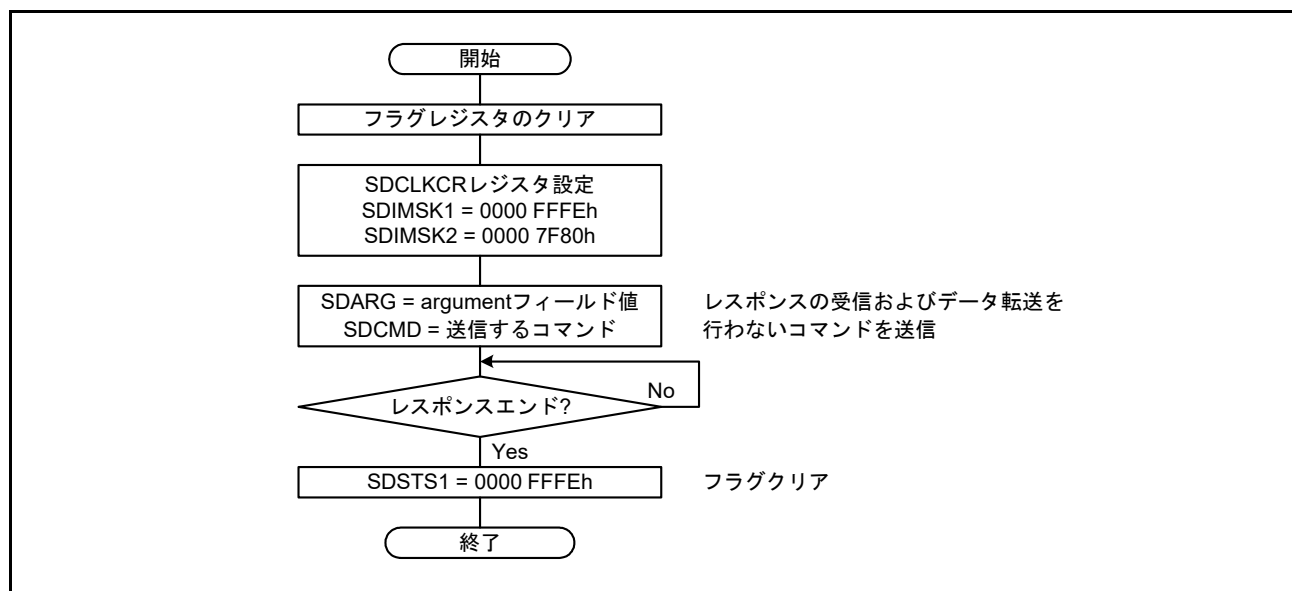 開始
フラグレジスタのクリア
SDCLKCRレジスタ設定
SDIMSK1 = 0000 FFFEh
SDIMSK2 = 0000 7F80h
SDARG = argumentフィールド値
SDCMD = 送信するコマンド
レスポンスの受信およびデータ転送を
行わないコマンドを送信
レスポンスエンド?
No
Yes
SDSTS1 = 0000 FFFEh
フラグクリア
終了